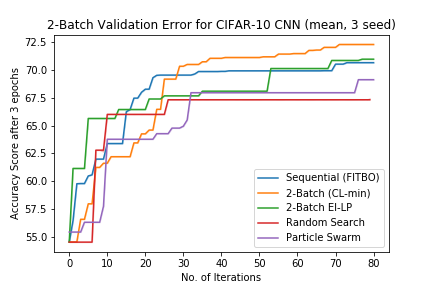 2-Batch Validation Error for CIFAR-10 CNN (mean, 3 seed)
Accuracy Score after 3 epochs
72.5
70.0
67.5
65.0
62.5
60.0
57.5
55.0
Sequential (FITBO)
2-Batch (CL-min)
2-Batch EI-LP
Random Search
Particle Swarm
0 10 20 30 40 50 60 70 80
No. of Iterations